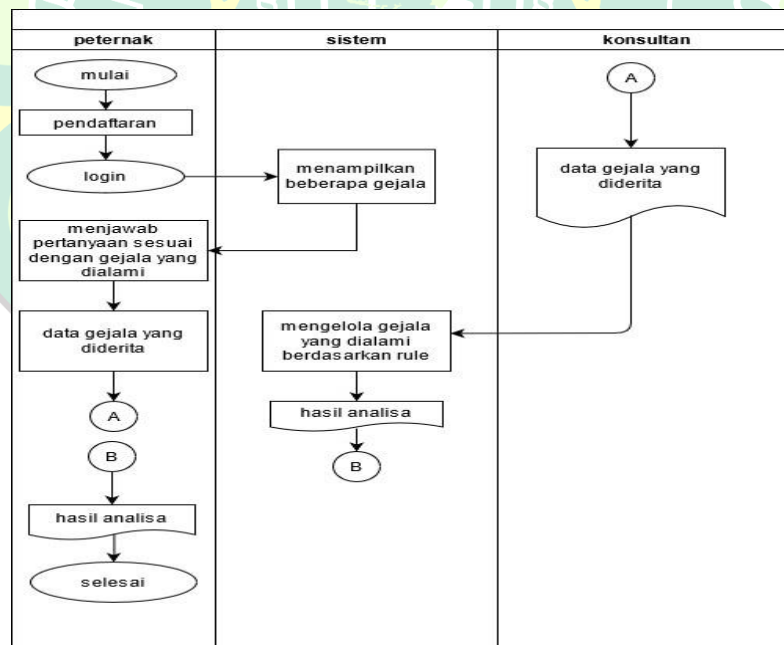 peternak
sistem
konsultan
mulai
pendaftaran
login
menjawab
pertanyaan sesuai
dengan gejala yang
dialami
data gejala yang
diderita
A
B
hasil analisa
selesai
menampilkan
beberapa gejala
mengelola gejala
yang dialami
berdasarkan rule
hasil analisa
B
A
data gejala yang
diderita